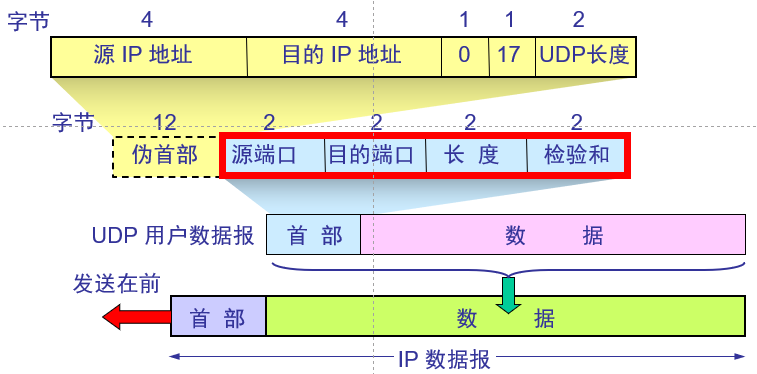 字节 4 4 1 1 2
源 IP 地址 目的 IP 地址 0 17 UDP长度
字节 12 2 2 2 2
伪首部 源端口 目的端口 长 度 检验和
UDP 用户数据报 首 部 数 据
发送在前
首 部 数 据
IP 数据报